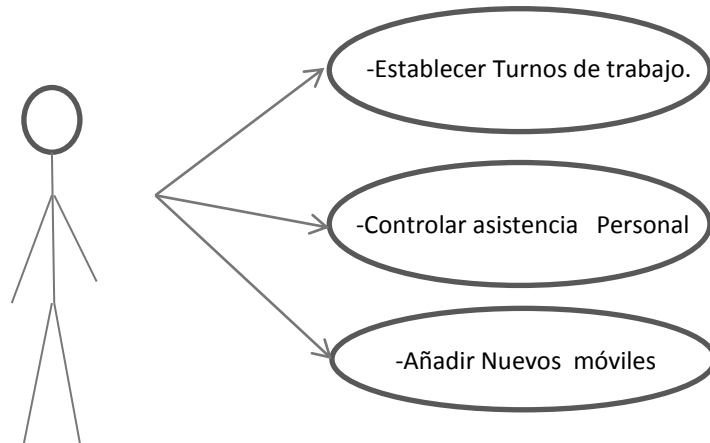 -Establecer Turnos de trabajo.
-Controlar asistencia Personal
-Añadir Nuevos móviles